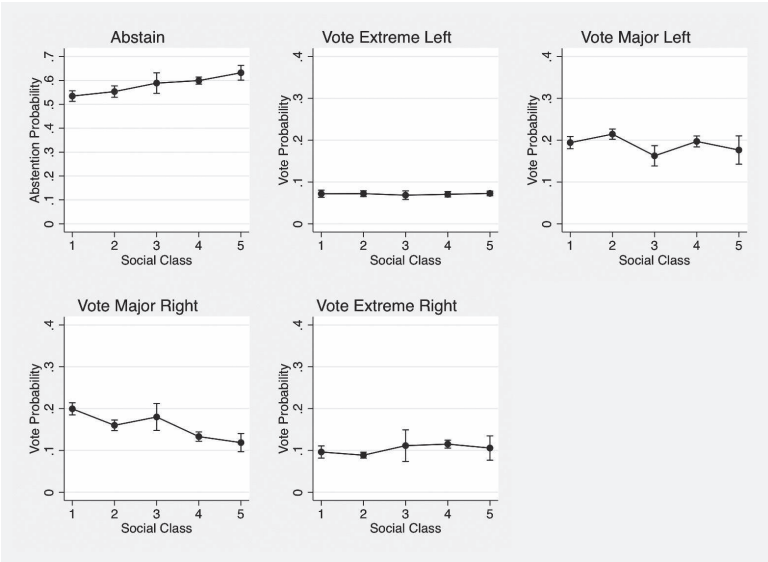 Abstain
Abstention Probability
.7
.6
.5
.4
.3
.2
.1
0
1 2 3 4 5
Social Class
Vote Extreme Left
Vote Probability
.4
.3
.2
.1
0
1 2 3 4 5
Social Class
Vote Major Left
Vote Probability
.4
.3
.2
.1
0
1 2 3 4 5
Social Class
Vote Major Right
Vote Probability
.4
.3
.2
.1
0
1 2 3 4 5
Social Class
Vote Extreme Right
Vote Probability
.4
.3
.2
.1
0
1 2 3 4 5
Social Class